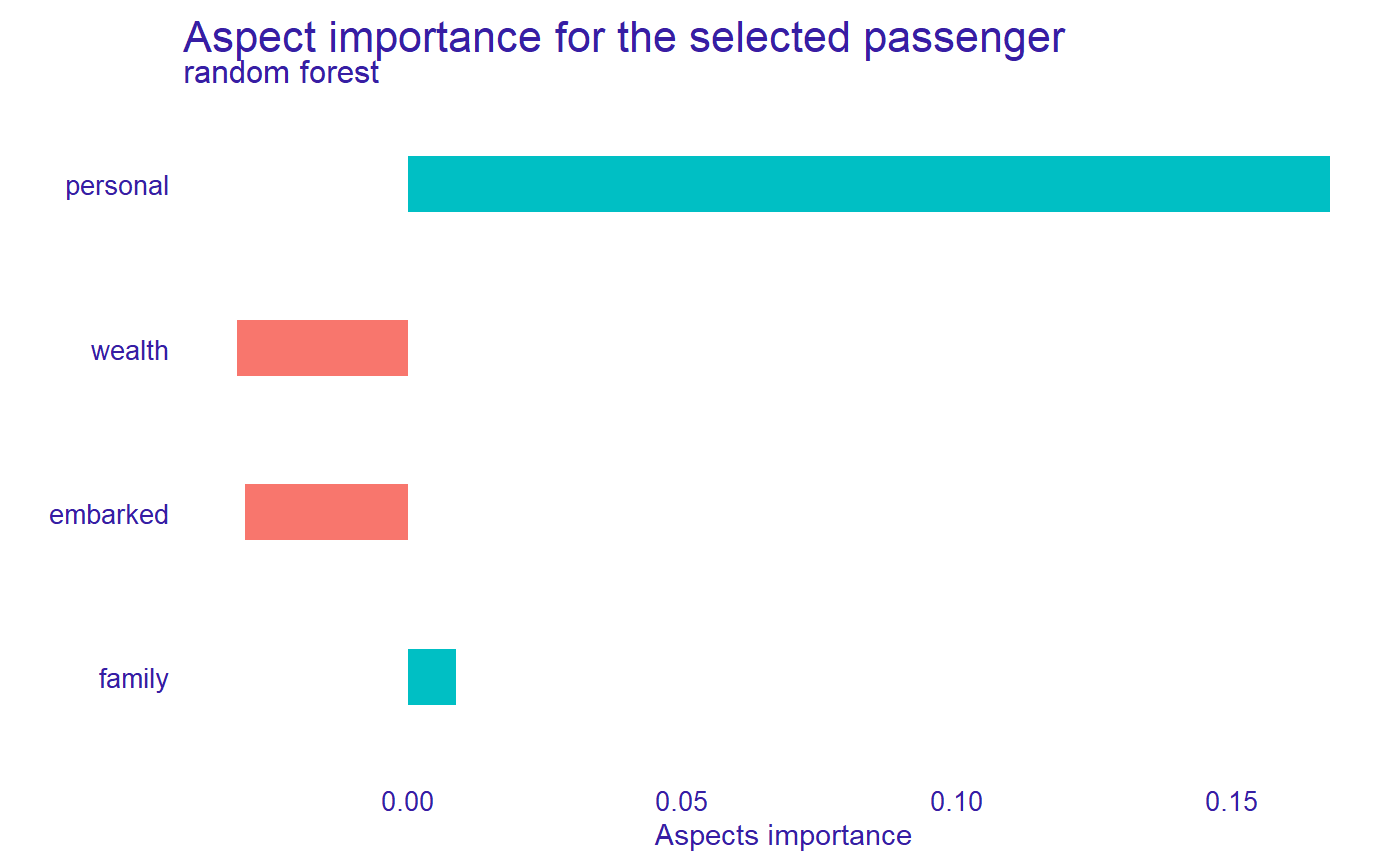 Aspect importance for the selected passenger
random forest
personal
wealth
embarked
family
0.00 0.05 0.10 0.15
Aspects importance